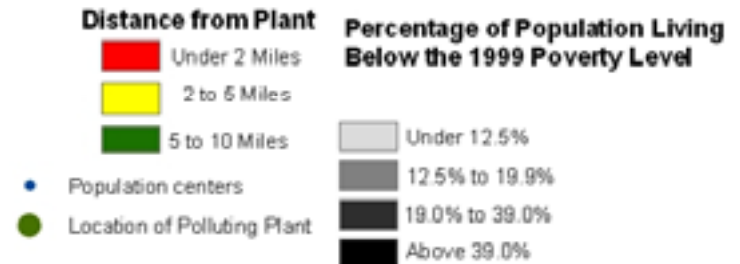 Distance from Plant
Under 2 Miles
2 to 5 Miles
5 to 10 Miles
Population centers
Location of Polluting Plant
Percentage of Population Living
Below the 1999 Poverty Level
Under 12.5%
12.5% to 19.9%
19.0% to 39.0%
Above 39.0%